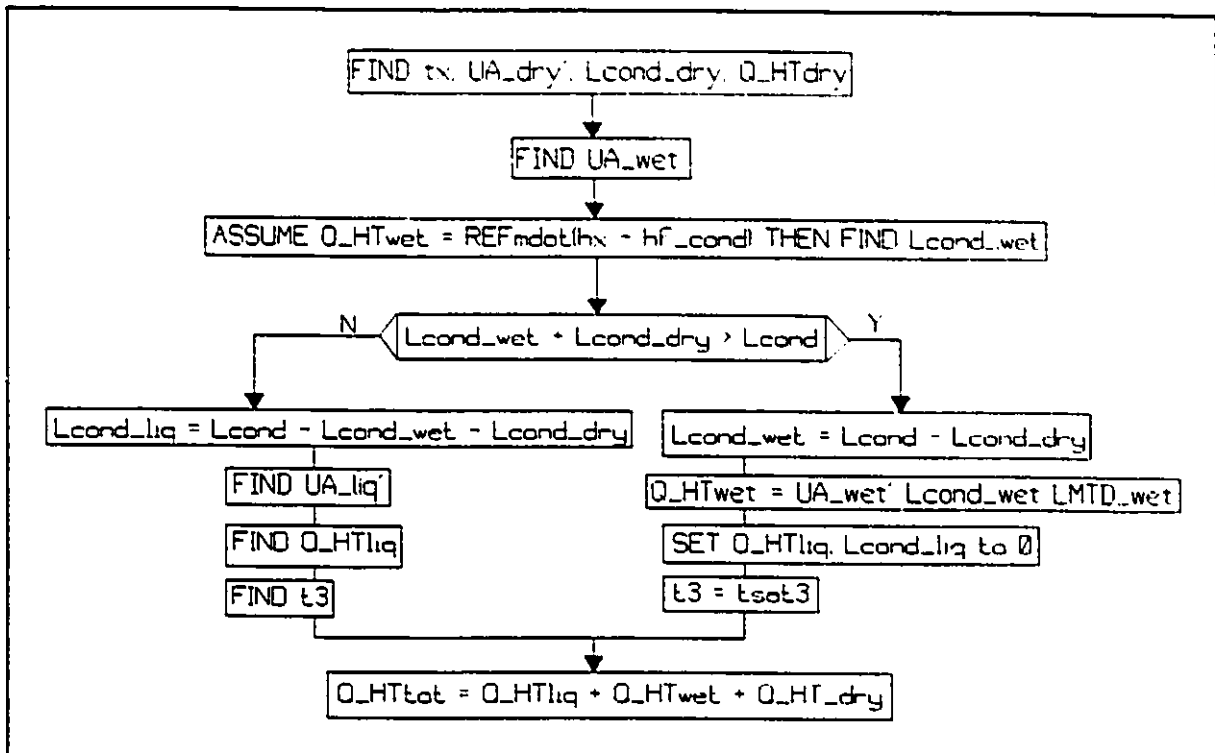 FIND tx, UA_dry', Lcond_dry, Q_HTdry
FIND UA_wet
ASSUME Q_HTwet = REFmdot(hx - hf_cond) THEN FIND Lcond_wet
N
Lcond_wet + Lcond_dry > Lcond
Y
Lcond_liq = Lcond - Lcond_wet - Lcond_dry
Lcond_wet = Lcond - Lcond_dry
FIND UA_liq'
Q_HTwet = UA_wet' Lcond_wet LMTD_wet
FIND Q_HTliq
SET Q_HTliq, Lcond_liq to 0
FIND t3
t3 = tsat3
Q_HTtot = Q_HTliq + Q_HTwet + Q_HT_dry